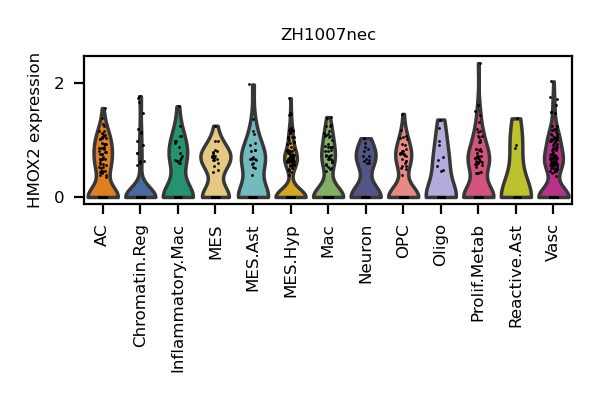 ZH1007nec
HMOX2 expression
2
0
AC
Chromatin.Reg
Inflammatory.Mac
MES
MES.Ast
MES.Hyp
Mac
Neuron
OPC
Oligo
Prolif.Metab
Reactive.Ast
Vasc